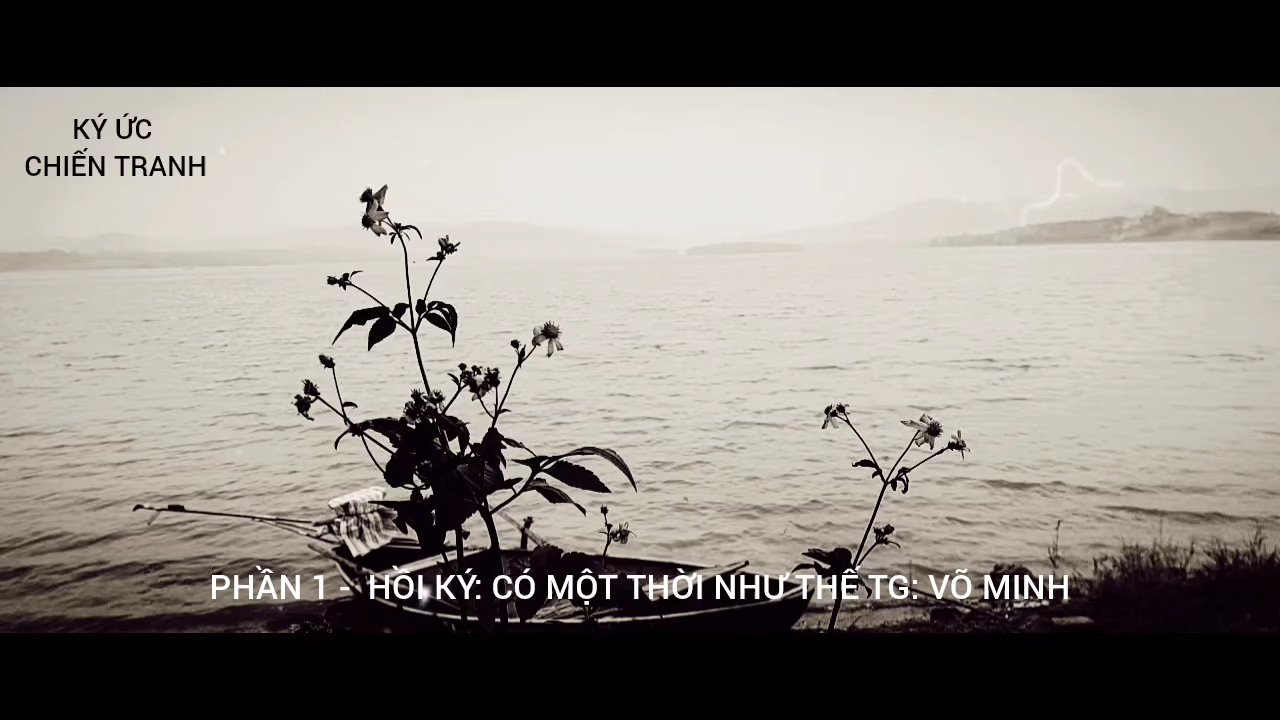 KÝ ỨC
CHIẾN TRANH
PHẦN 1 -  HỒI KÝ: CÓ MỘT THỜI NHƯ THẾ TG: VÕ MINH